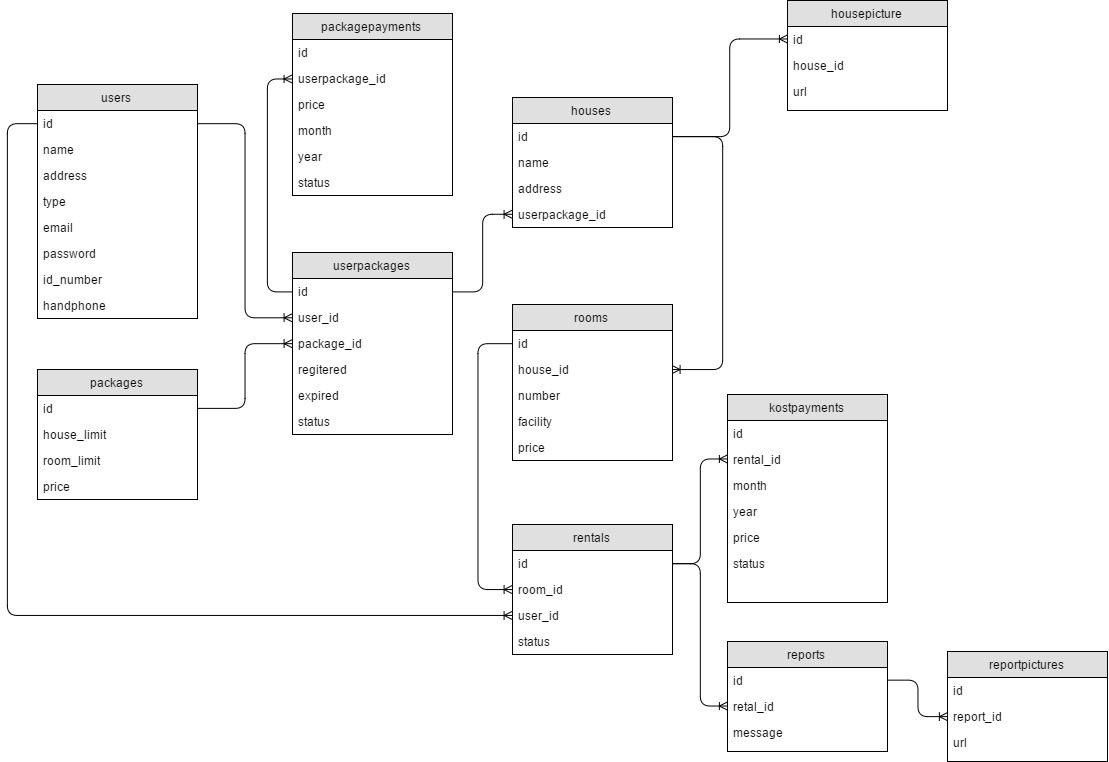 users
id
name
address
type
email
password
id_number
handphone
packages
id
house_limit
room_limit
price
packagepayments
id
userpackage_id
price
month
year
status
userpackages
id
user_id
package_id
regitered
expired
status
houses
id
name
address
userpackage_id
rooms
id
house_id
number
facility
price
rentals
id
room_id
user_id
status
housepicture
id
house_id
url
kostpayments
id
rental_id
month
year
price
status
reports
id
retal_id
message
reportpictures
id
report_id
url